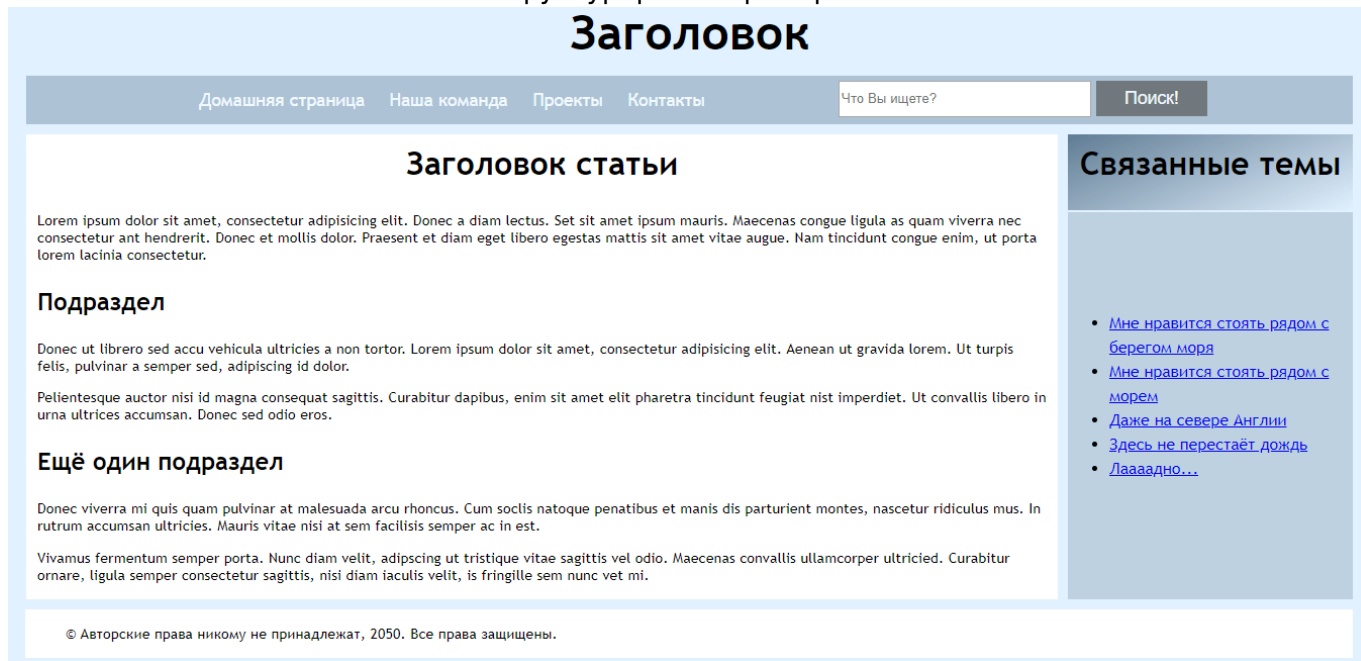 Заголовок
Домашняя страница Наша команда Проекты Контакты Что Вы ищете? Поиск!
Заголовок статьи
Lorem ipsum dolor sit amet, consectetur adipisicing elit. Donec a diam lectus. Set sit amet ipsum mauris. Maecenas congue ligula as quam viverra nec
consectetur ant hendrerit. Donec et mollis dolor. Praesent et diam eget libero egestas mattis sit amet vitae augue. Nam tincidunt congue enim, ut porta
lorem lacinia consectetur.
Подраздел
Donec ut librero sed accu vehicula ultricies a non tortor. Lorem ipsum dolor sit amet, consectetur adipisicing elit. Aenean ut gravida lorem. Ut turpis
felis, pulvinar a semper sed, adipiscing id dolor.
Pelientesque auctor nisi id magna consequat sagittis. Curabitur dapibus, enim sit amet elit pharetra tincidunt feugiat nist imperdiet. Ut convallis libero in
urna ultrices accumsan. Donec sed odio eros.
Ещё один подраздел
Donec viverra mi quis quam pulvinar at malesuada arcu rhoncus. Cum soclis natoque penatibus et manis dis parturient montes, nascetur ridiculus mus. In
rutrum accumsan ultricies. Mauris vitae nisi at sem facilisis semper ac in est.
Vivamus fermentum semper porta. Nunc diam velit, adipscing ut tristique vitae sagittis vel odio. Maecenas convallis ullamcorper ultricied. Curabitur
ornare, ligula semper consectetur sagittis, nisi diam iaculis velit, is fringille sem nunc vet mi.
Связанные темы
Мне нравится стоять рядом с
берегом моря
Мне нравится стоять рядом с
морем
Даже на севере Англии
Здесь не перестаёт дождь
Лаааадно...
© Авторские права никому не принадлежат, 2050. Все права защищены.